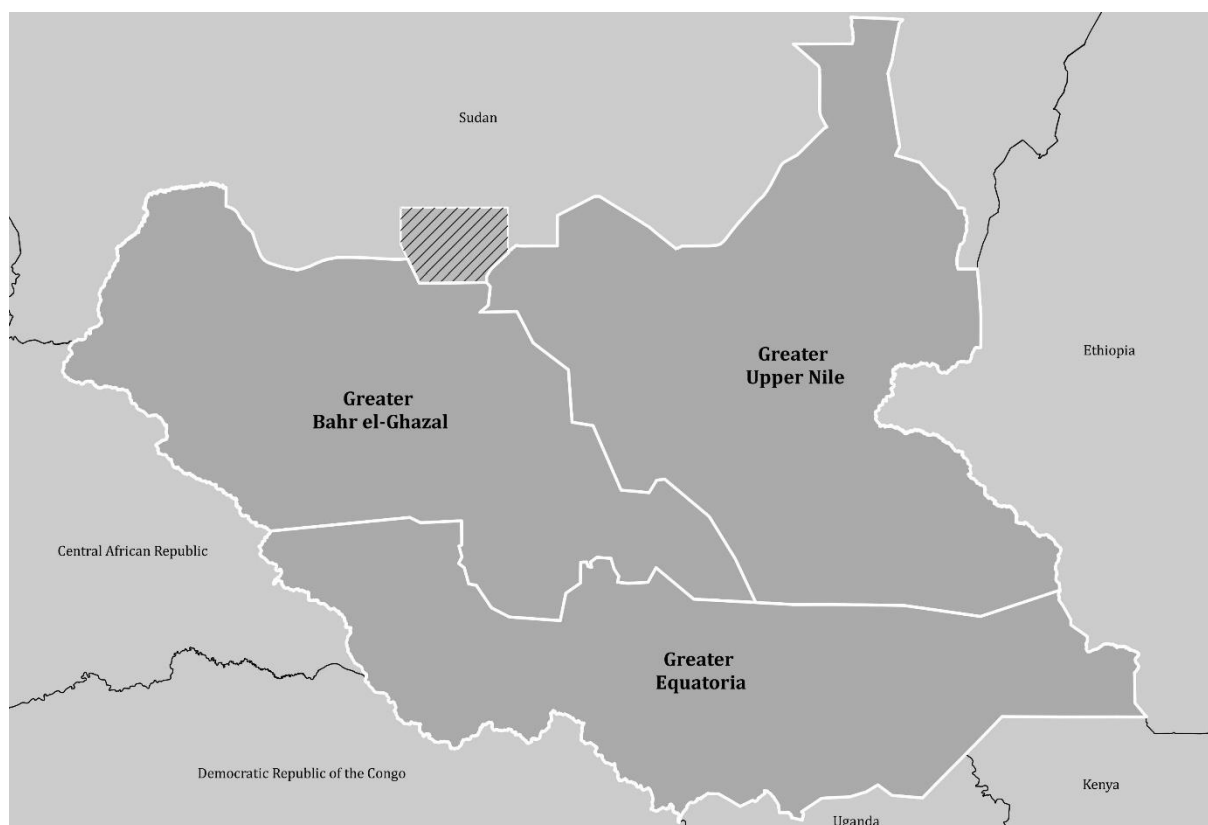 Sudan
Greater
Upper Nile
Ethiopia
Greater
Bahr el-Ghazal
Central African Republic
Greater
Equatoria
Democratic Republic of the Congo
Kenya
Uganda